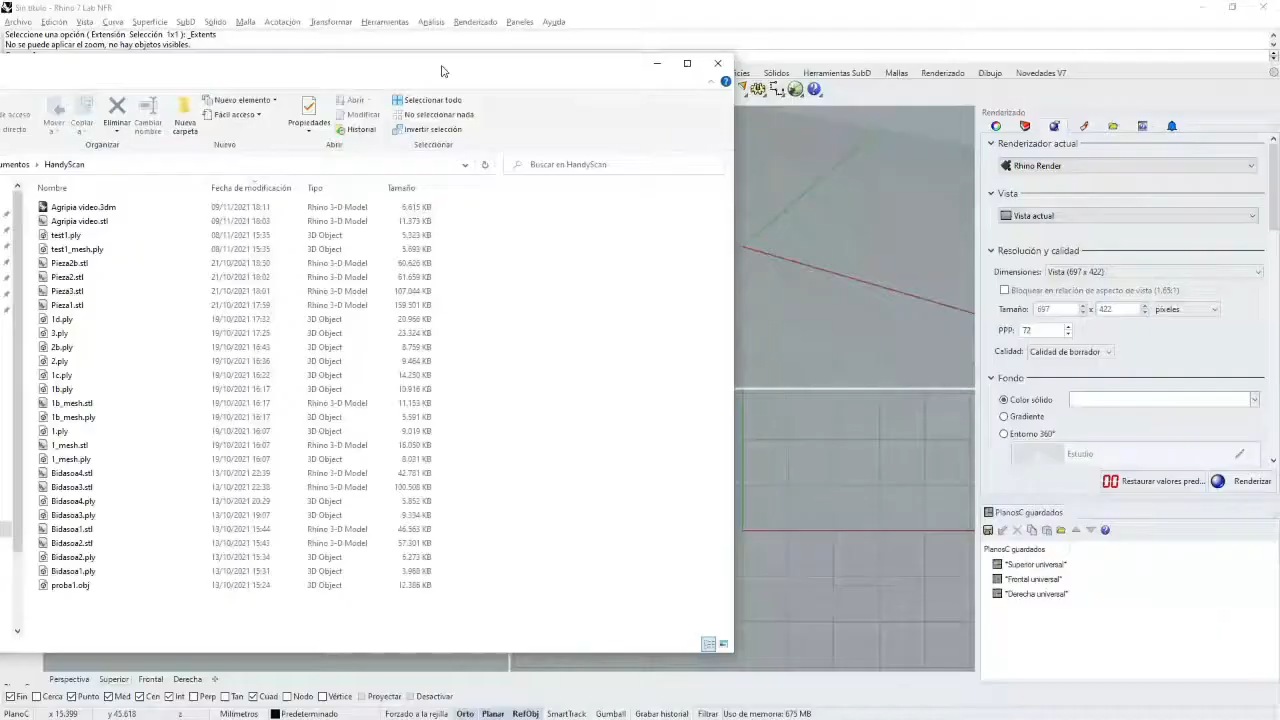 Sin título - Rhino 7 Lab NFR
Archivo Edición Vista Curva Superficie SubD Sólido Malla Acotación Transformar Herramientas Análisis Renderizado Paneles Ayuda
Seleccione una opción ( Extensión Selección 1x1 ): _Extents
No se puede aplicar el zoom, no hay objetos visibles.
cies Sólidos Herramientas SubD Mallas Renderizado Dibujo Novedades V7
so de acceso
directo
Mover a
Copiar a
Eliminar
Cambiar nombre
Nueva carpeta
Nuevo elemento
Fácil acceso
Propiedades
Abrir
Modificar
Historial
Seleccionar todo
No seleccionar nada
Invertir selección
Organizar Nuevo Abrir Seleccionar
umentos › HandyScan
Buscar en HandyScan
Nombre Fecha de modificación Tipo Tamaño
Agripia video.3dm 09/11/2021 18:11 Rhino 3-D Model 6.615 KB
Agripia video.stl 09/11/2021 18:03 Rhino 3-D Model 11.373 KB
test1.ply 08/11/2021 15:35 3D Object 5.323 KB
test1_mesh.ply 08/11/2021 15:35 3D Object 5.693 KB
Pieza2b.stl 21/10/2021 18:50 Rhino 3-D Model 60.626 KB
Pieza2.stl 21/10/2021 18:02 Rhino 3-D Model 61.659 KB
Pieza3.stl 21/10/2021 18:01 Rhino 3-D Model 107.044 KB
Pieza1.stl 21/10/2021 17:59 Rhino 3-D Model 159.501 KB
1d.ply 19/10/2021 17:33 3D Object 20.966 KB
3.ply 19/10/2021 17:25 3D Object 23.324 KB
2b.ply 19/10/2021 16:43 3D Object 8.759 KB
2.ply 19/10/2021 16:36 3D Object 9.464 KB
1c.ply 19/10/2021 16:22 3D Object 14.250 KB
1b.ply 19/10/2021 16:17 3D Object 10.916 KB
1b_mesh.stl 19/10/2021 16:17 Rhino 3-D Model 11.153 KB
1b_mesh.ply 19/10/2021 16:17 3D Object 5.591 KB
1.ply 19/10/2021 16:07 3D Object 9.019 KB
1_mesh.stl 19/10/2021 16:07 Rhino 3-D Model 16.050 KB
1_mesh.ply 19/10/2021 16:07 3D Object 8.031 KB
Bidasoa4.stl 13/10/2021 22:39 Rhino 3-D Model 42.781 KB
Bidasoa3.stl 13/10/2021 22:38 Rhino 3-D Model 100.508 KB
Bidasoa4.ply 13/10/2021 20:29 3D Object 5.852 KB
Bidasoa3.ply 13/10/2021 19:07 3D Object 9.334 KB
Bidasoa1.stl 13/10/2021 15:44 Rhino 3-D Model 46.563 KB
Bidasoa2.stl 13/10/2021 15:43 Rhino 3-D Model 57.301 KB
Bidasoa2.ply 13/10/2021 15:34 3D Object 5.273 KB
Bidasoa1.ply 13/10/2021 15:31 3D Object 3.968 KB
proba1.obj 13/10/2021 15:24 3D Object 12.386 KB
Renderizado
Renderizador actual
Rhino Render
Vista
Vista actual
Resolución y calidad
Dimensiones: Vista (697 x 422)
Bloquear en relación de aspecto de vista (1,65:1)
Tamaño: 697 x 422 píxeles
PPP: 72
Calidad: Calidad de borrador
Fondo
Color sólido
Gradiente
Entorno 360°
Estudio
Restaurar valores pred... Renderizar
PlanosC guardados
PlanosC guardados
"Superior universal"
"Frontal universal"
"Derecha universal"
Perspectiva Superior Frontal Derecha
Fin Cerca Punto Med Cen Int Perp Tan Cuad Nodo Vértice Proyectar Desactivar
PlanoC x 15.399 y 45.618 z Milímetros Predeterminado Forzado a la rejilla Orto Planar RefObj SmartTrack Gumball Grabar historial Filtrar Uso de memoria: 675 MB